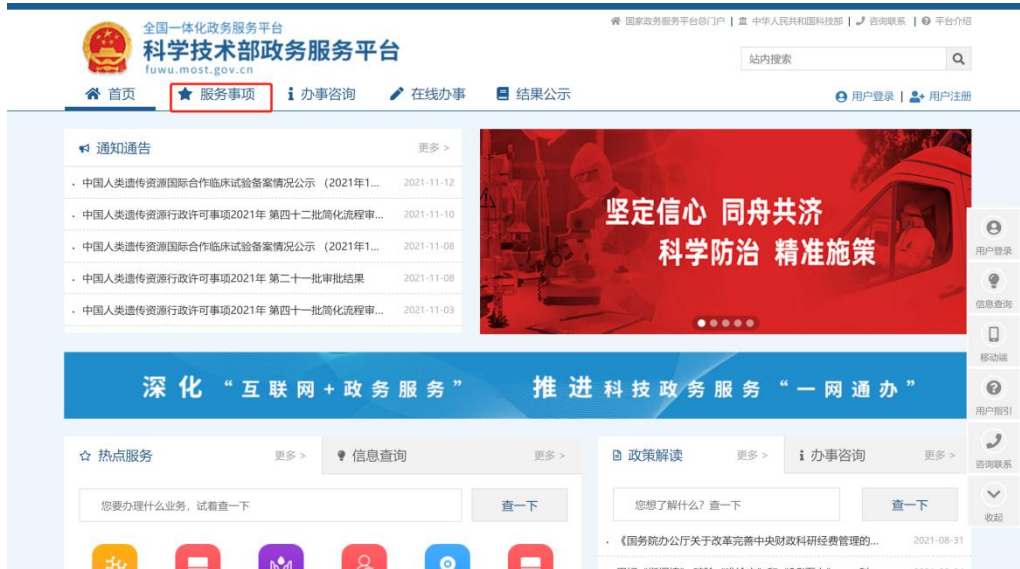 国家政务服务平台总门户 | 中华人民共和国科技部 | 咨询联系 | 平台介绍
全国一体化政务服务平台
科学技术部政务服务平台
fuwu.most.gov.cn
站内搜索
首页 服务事项 办事咨询 在线办事 结果公示
用户登录 | 用户注册
通知通告 更多 >
· 中国人类遗传资源国际合作临床试验备案情况公示 （2021年1... 2021-11-12
· 中国人类遗传资源行政许可事项2021年 第四十二批简化流程审... 2021-11-10
· 中国人类遗传资源国际合作临床试验备案情况公示 （2021年1... 2021-11-08
· 中国人类遗传资源行政许可事项2021年 第二十一批审批结果 2021-11-08
· 中国人类遗传资源行政许可事项2021年 第四十一批简化流程审... 2021-11-03
坚定信心 同舟共济
科学防治 精准施策
用户登录
信息查询
移动端
用户指引
咨询联系
收起
深化 “互联网+政务服务” 推进科技政务服务 “一网通办”
热点服务 更多 > 信息查询 更多 >
您要办理什么业务，试着查一下 查一下
政策解读 更多 > 办事咨询 更多 >
您想了解什么？查一下 查一下
· 《国务院办公厅关于改革完善中央财政科研经费管理的... 2021-08-31